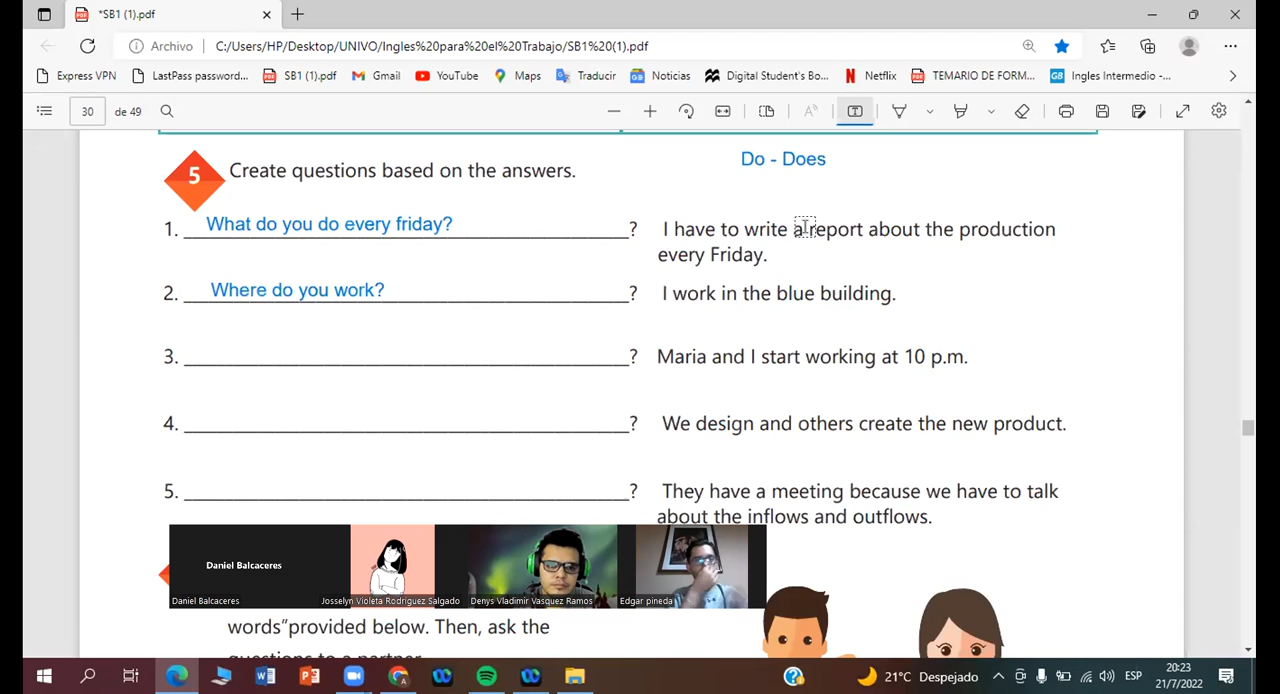 *SB1 (1).pdf
Archivo C:/Users/HP/Desktop/UNIVO/Ingles%20para%20el%20Trabajo/SB1%20(1).pdf
Express VPN LastPass password... SB1 (1).pdf Gmail YouTube Maps Traducir Noticias Digital Student's Bo... Netflix TEMARIO DE FORM... Ingles Intermedio -...
30 de 49
Do - Does
5 Create questions based on the answers.
1. What do you do every friday? ? I have to write a report about the production
every Friday.
2. Where do you work? ? I work in the blue building.
3. ? Maria and I start working at 10 p.m.
4. ? We design and others create the new product.
5. ? They have a meeting because we have to talk
about the inflows and outflows.
Daniel Balcaceres
Daniel Balcaceres Josselyn Violeta Rodriguez Salgado Denys Vladimir Vasquez Ramos Edgar pineda
words"provided below. Then, ask the
questions to a partner
21°C Despejado ESP 20:23
21/7/2022